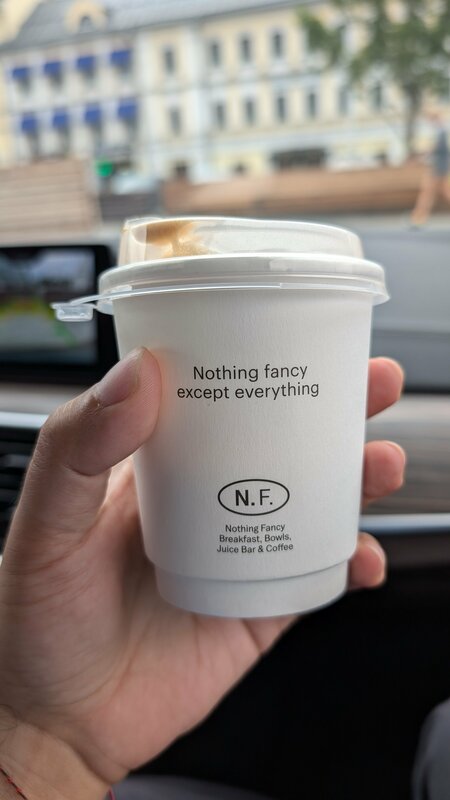 Nothing fancy
except everything
N.F.
Nothing Fancy
Breakfast, Bowls,
Juice Bar & Coffee